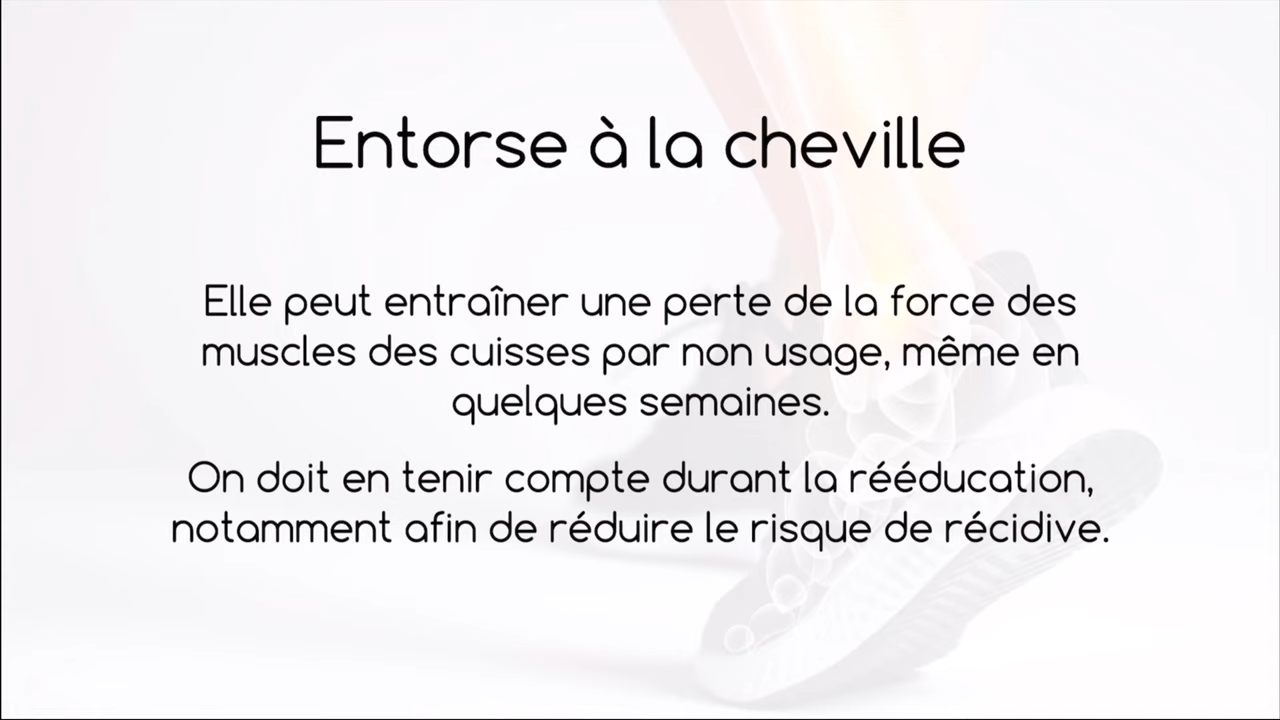 Entorse à la cheville
Elle peut entraîner une perte de la force des
muscles des cuisses par non usage, même en
quelques semaines.
On doit en tenir compte durant la rééducation,
notamment afin de réduire le risque de récidive.